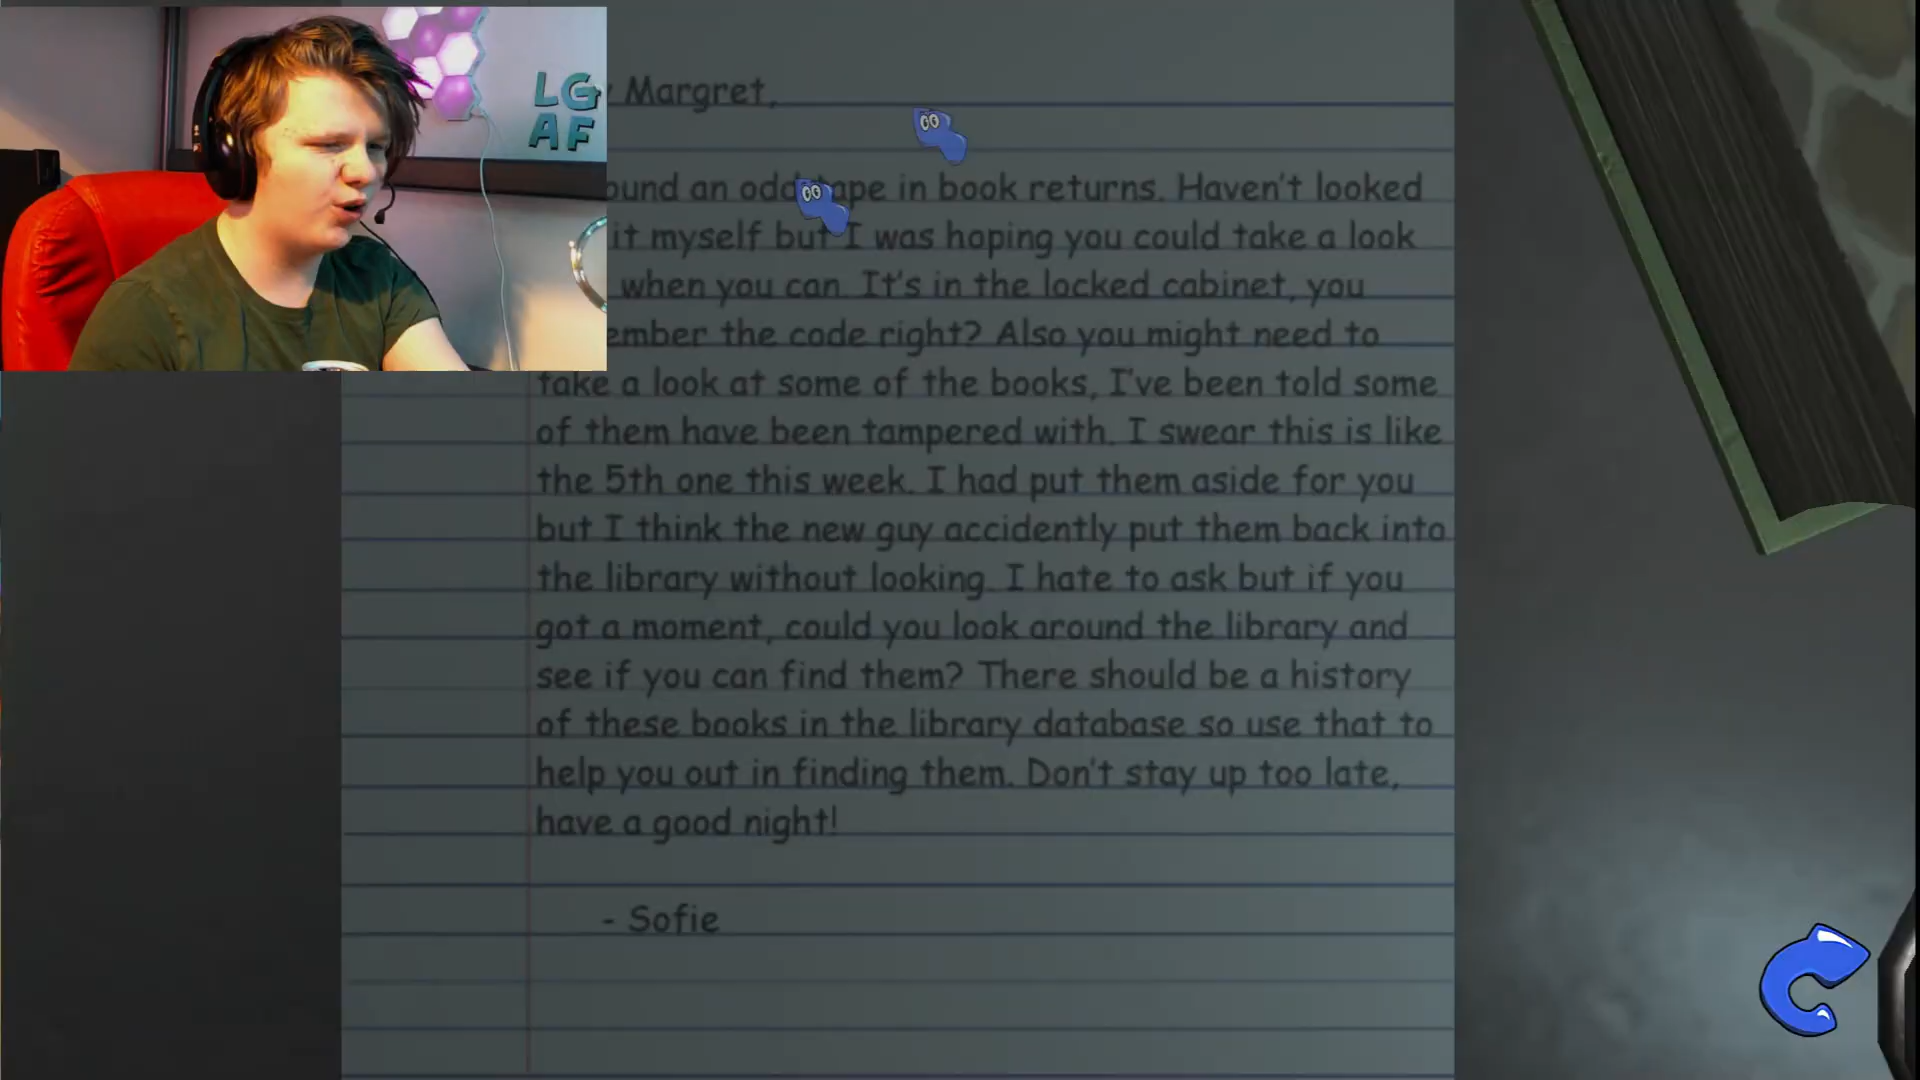 LG
AF
Margret,
an odd tape in book returns. Haven't looked
it myself but I was hoping you could take a look
when you can. It's in the locked cabinet, you
the code right? Also you might need to
take a look at some of the books, I've been told some
of them have been tampered with. I swear this is like
the 5th one this week. I had put them aside for you
but I think the new guy accidently put them back into
the library without looking. I hate to ask but if you
got a moment, could you look around the library and
see if you can find them? There should be a history
of these books in the library database so use that to
help you out in finding them. Don't stay up too late,
have a good night!
- Sofie